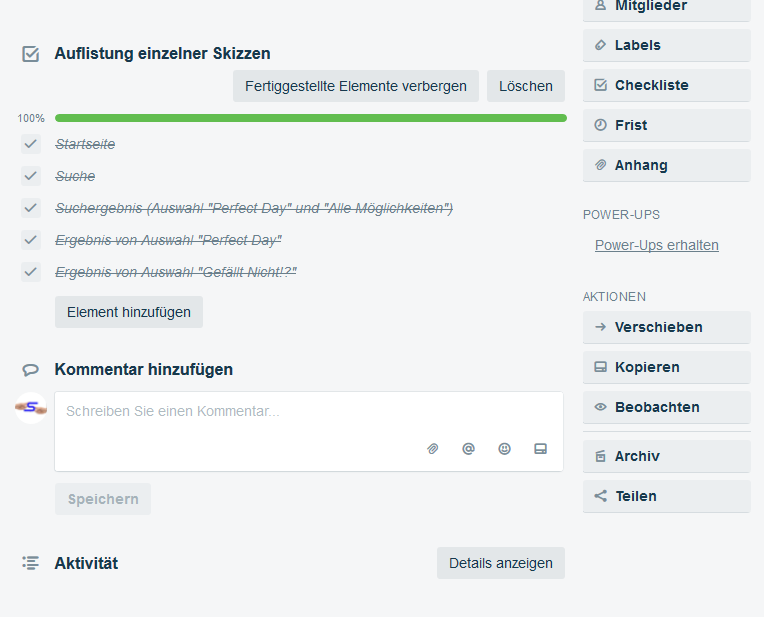 Auflistung einzelner Skizzen
Fertiggestellte Elemente verbergen
Löschen
100%
Startseite
Suche
Suchergebnis (Auswahl "Perfect Day" und "Alle Möglichkeiten")
Ergebnis von Auswahl "Perfect Day"
Ergebnis von Auswahl "Gefällt Nicht!?"
Element hinzufügen
Kommentar hinzufügen
S
Schreiben Sie einen Kommentar...
Speichern
Aktivität
Details anzeigen
Mitglieder
Labels
Checkliste
Frist
Anhang
POWER-UPS
Power-Ups erhalten
AKTIONEN
Verschieben
Kopieren
Beobachten
Archiv
Teilen